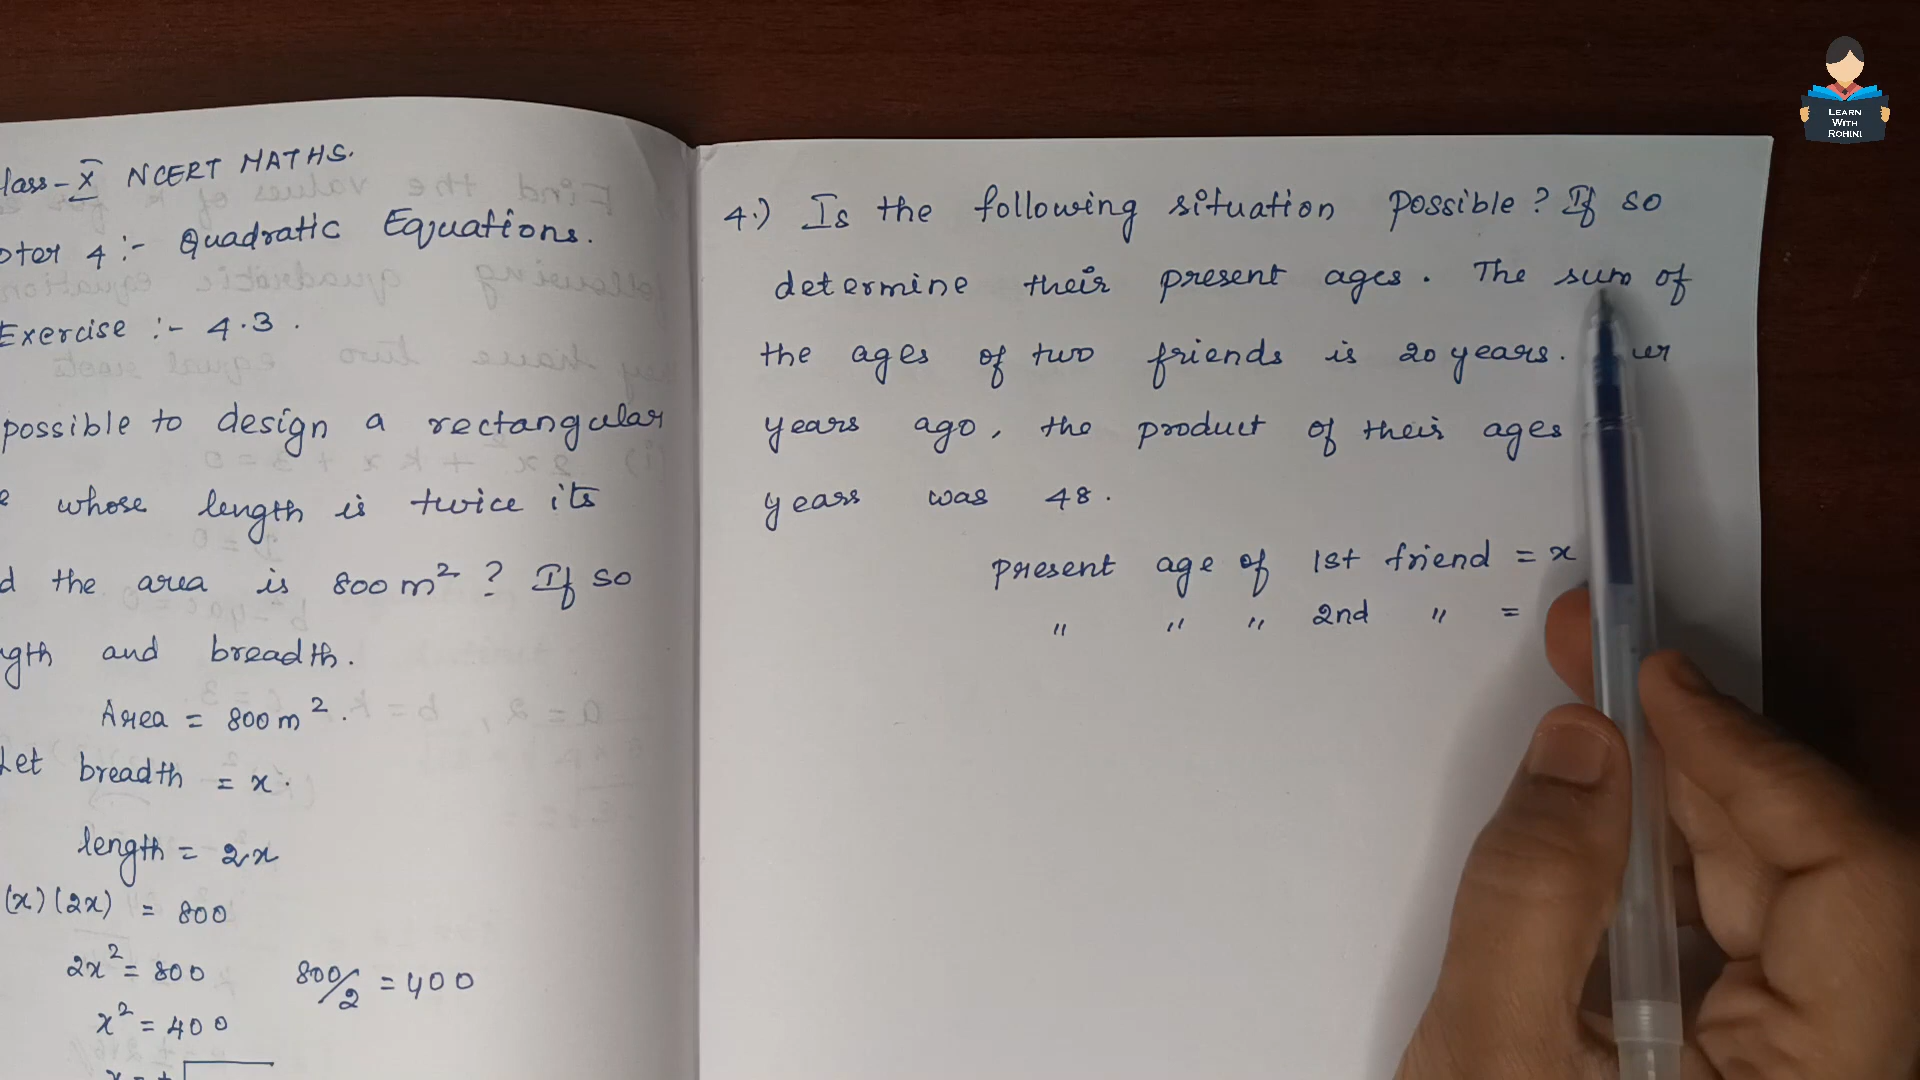 lass - X NCERT MATHS.
pter 4 :- Quadratic Equations.
Exercise :- 4.3 .
possible to design a rectangular
e whose length is twice its
d the area is 800 m² ? If so
ngth and breadth.
Area = 800 m² .
Let breadth = x .
length = 2x
(x) (2x) = 800
2x² = 800 800/2 = 400
x² = 400
4.) Is the following situation possible ? If so
determine their present ages . The sum of
the ages of two friends is 20 years .
years ago , the product of their ages
years was 48 .
present age of 1st friend = x
" " " 2nd " =
LEARN
WITH
ROHINI